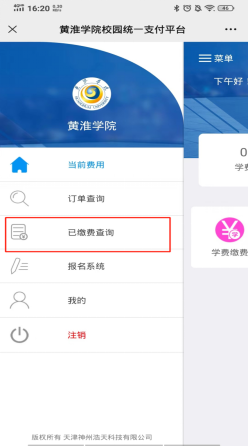 16:20
黄淮学院校园统一支付平台
菜单
下午好
黄淮学院
当前费用
订单查询
已缴费查询
报名系统
我的
注销
0
学费
学费缴费
版权所有 天津神州浩天科技有限公司